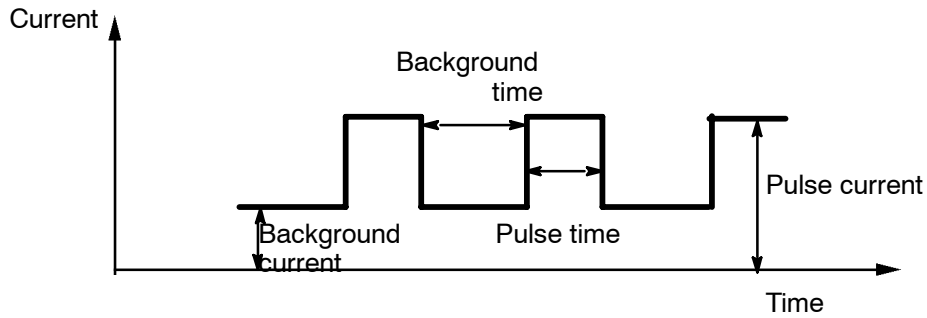 Current
Background
time
Pulse current
Background
current
Pulse time
Time